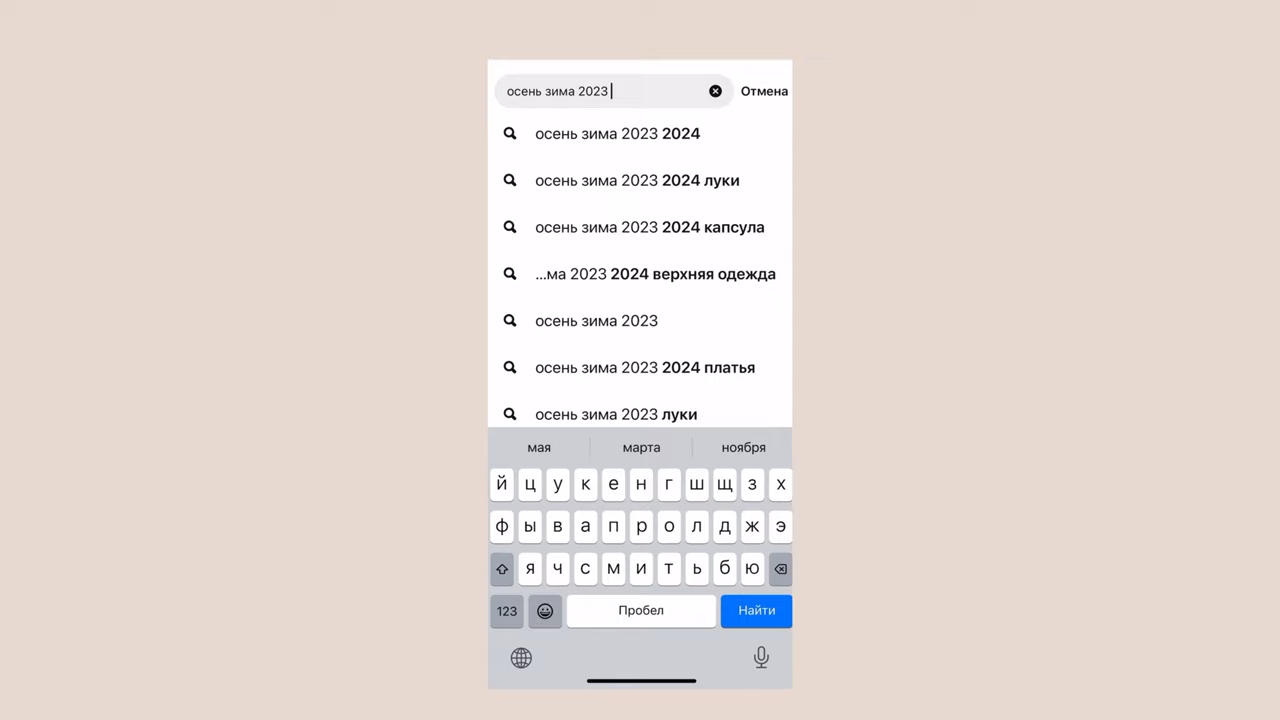 осень зима 2023 Отмена
осень зима 2023 2024
осень зима 2023 2024 луки
осень зима 2023 2024 капсула
...ма 2023 2024 верхняя одежда
осень зима 2023
осень зима 2023 2024 платья
осень зима 2023 луки
мая марта ноября
й ц у к е н г ш щ з х
ф ы в а п р о л д ж э
я ч с м и т ь б ю
123 Пробел Найти